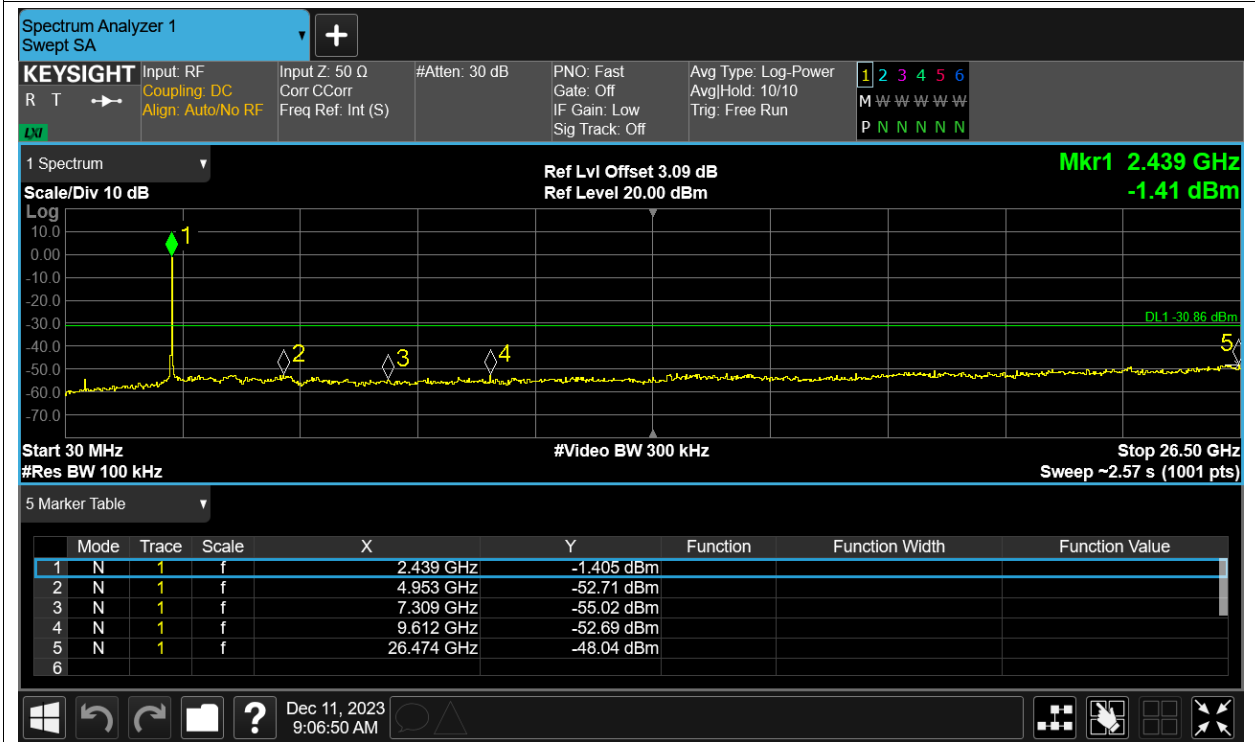 Spectrum Analyzer 1
Swept SA
+
KEYSIGHT
R T
LXI
Input: RF
Coupling: DC
Align: Auto/No RF
Input Z: 50 Ω
Corr CCorr
Freq Ref: Int (S)
#Atten: 30 dB
PNO: Fast
Gate: Off
IF Gain: Low
Sig Track: Off
Avg Type: Log-Power
Avg|Hold: 10/10
Trig: Free Run
1 2 3 4 5 6
M W W W W W
P N N N N N
1 Spectrum
Scale/Div 10 dB
Ref Lvl Offset 3.09 dB
Ref Level 20.00 dBm
Mkr1 2.439 GHz
-1.41 dBm
Log
10.0
0.00
-10.0
-20.0
-30.0
-40.0
-50.0
-60.0
-70.0
1
2
3
4
5
DL1 -30.86 dBm
Start 30 MHz
#Res BW 100 kHz
#Video BW 300 kHz
Stop 26.50 GHz
Sweep ~2.57 s (1001 pts)
5 Marker Table
Mode Trace Scale X Y Function Function Width Function Value
1 N 1 f 2.439 GHz -1.405 dBm
2 N 1 f 4.953 GHz -52.71 dBm
3 N 1 f 7.309 GHz -55.02 dBm
4 N 1 f 9.612 GHz -52.69 dBm
5 N 1 f 26.474 GHz -48.04 dBm
6
?
Dec 11, 2023
9:06:50 AM